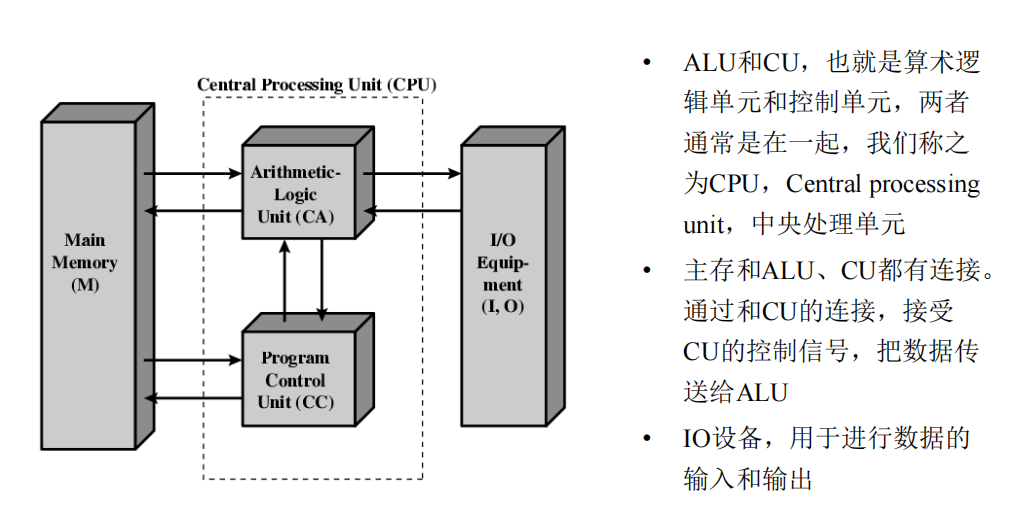 Central Processing Unit (CPU)
Main
Memory
(M)
Arithmetic-
Logic
Unit (CA)
Program
Control
Unit (CC)
I/O
Equip-
ment
(I, O)
• ALU和CU，也就是算术逻
辑单元和控制单元，两者
通常是在一起，我们称之
为CPU，Central processing
unit，中央处理单元
• 主存和ALU、CU都有连接。
通过和CU的连接，接受
CU的控制信号，把数据传
送给ALU
• IO设备，用于进行数据的
输入和输出